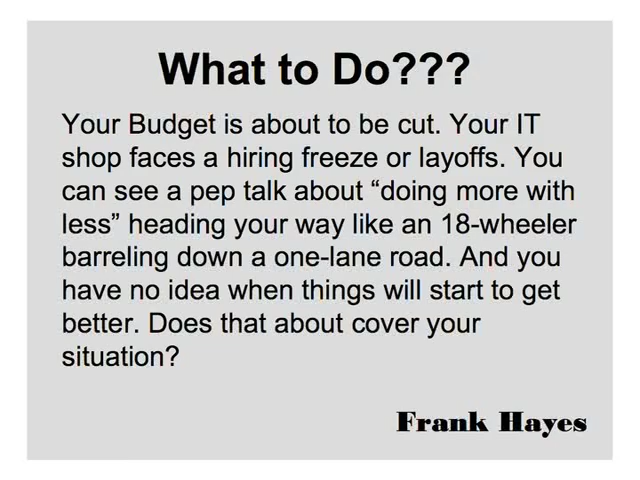 What to Do???
Your Budget is about to be cut. Your IT
shop faces a hiring freeze or layoffs. You
can see a pep talk about “doing more with
less” heading your way like an 18-wheeler
barreling down a one-lane road. And you
have no idea when things will start to get
better. Does that about cover your
situation?
Frank Hayes